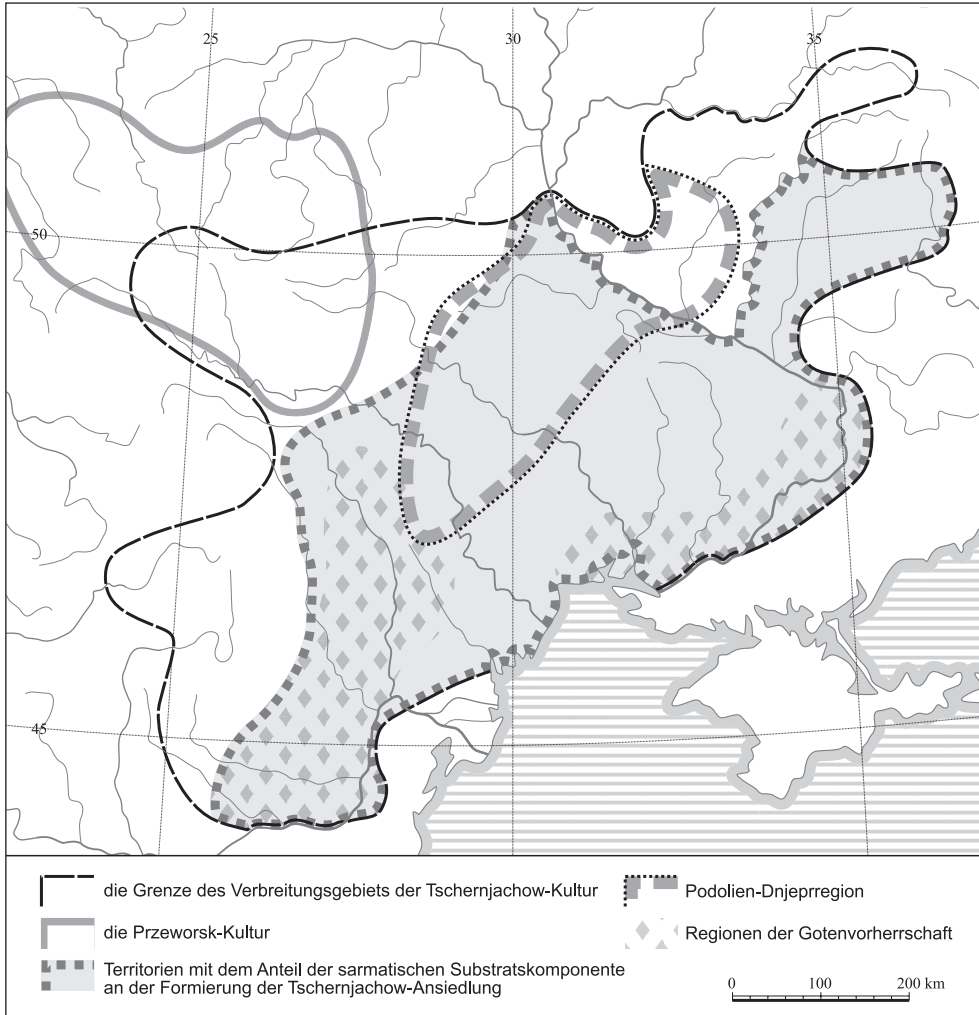 25
30
35
50
45
die Grenze des Verbreitungsgebiets der Tschernjachow-Kultur
die Przeworsk-Kultur
Territorien mit dem Anteil der sarmatischen Substratskomponente
an der Formierung der Tschernjachow-Ansiedlung
Podolien-Dnjeprregion
Regionen der Gotenvorherrschaft
0 100 200 km